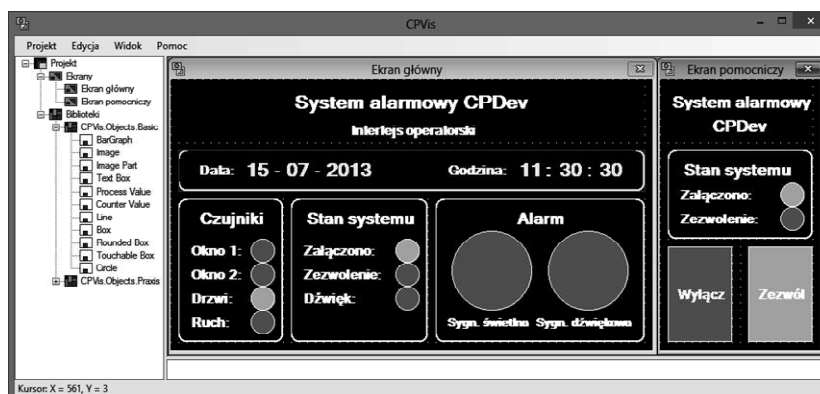 CPVis
Projekt Edycja Widok Pomoc
Projekt
Ekrany
Ekran główny
Ekran pomocniczy
Biblioteki
CPVis.Objects.Basic
BarGraph
Image
Image Part
Text Box
Process Value
Counter Value
Line
Box
Rounded Box
Touchable Box
Circle
CPVis.Objects.Praxis
Ekran główny
System alarmowy CPDev
Interfejs operatorski
Data: 15 - 07 - 2013 Godzina: 11 : 30 : 30
Czujniki
Okno 1:
Okno 2:
Drzwi:
Ruch:
Stan systemu
Załączono:
Zezwolenie:
Dźwięk:
Alarm
Sygn. świetlna Sygn. dźwiękowa
Ekran pomocniczy
System alarmowy
CPDev
Stan systemu
Załączono:
Zezwolenie:
Wyłącz Zezwól
Kursor: X = 561, Y = 3